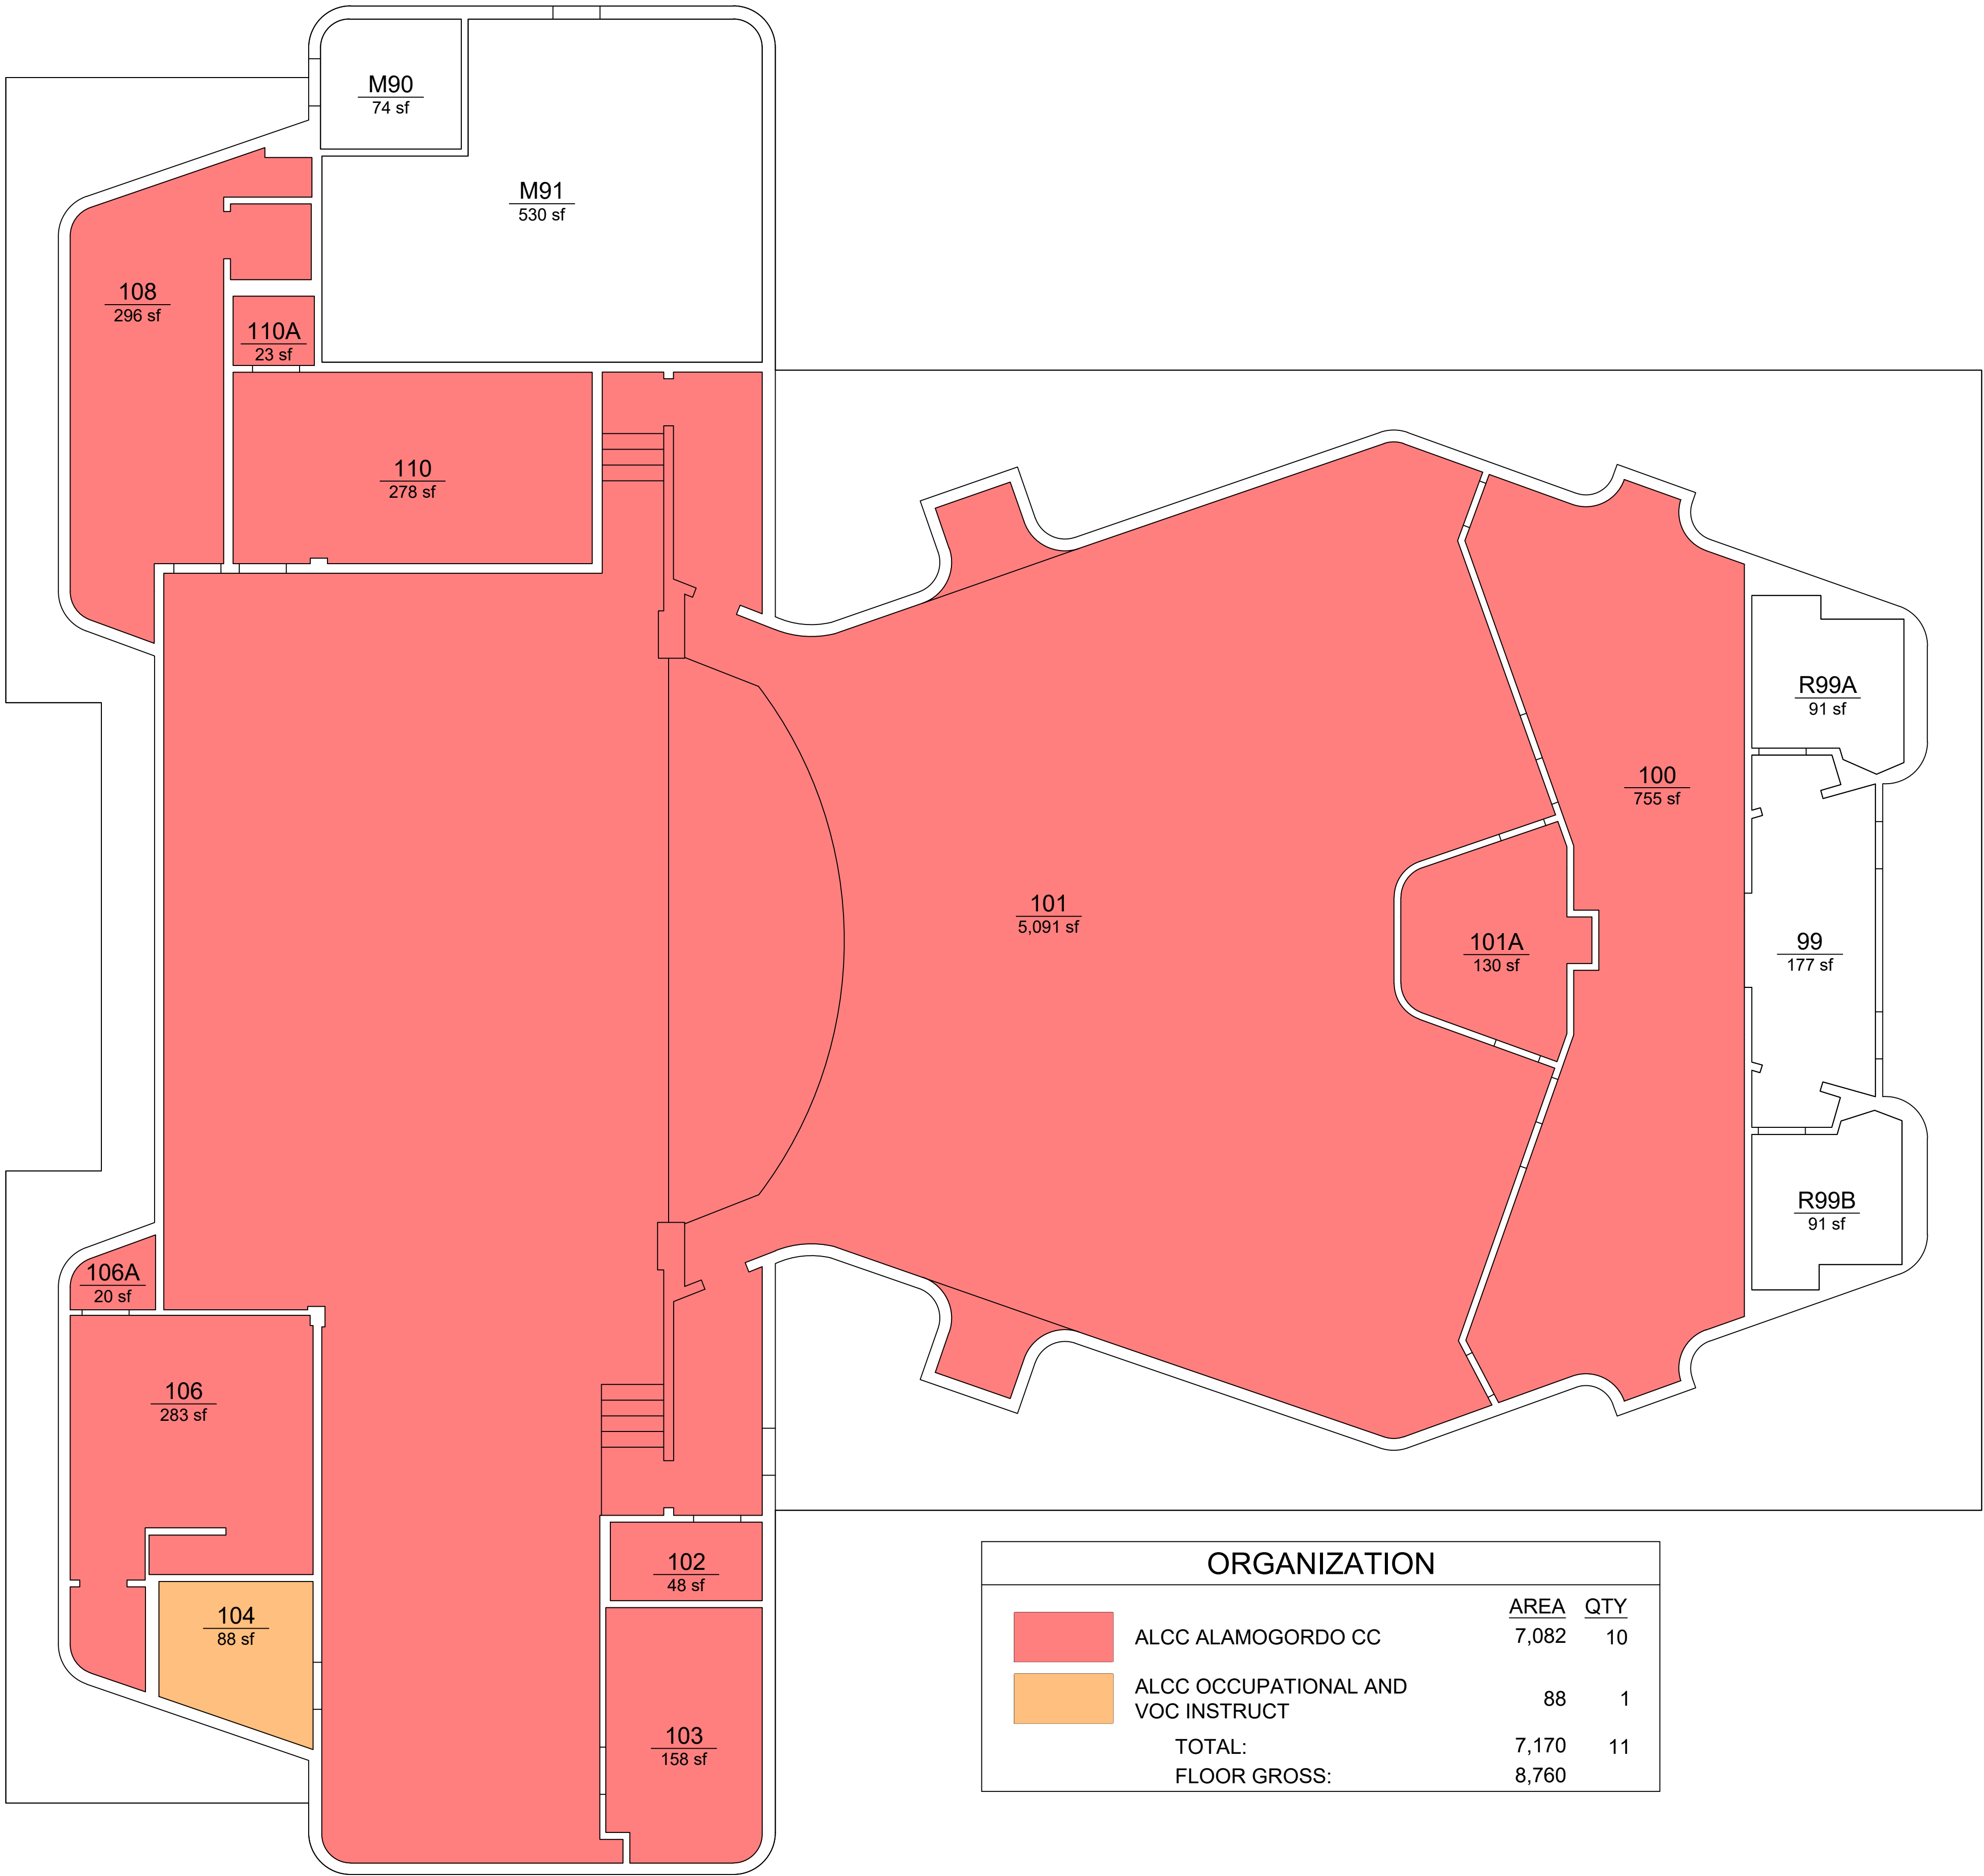 M90
74 sf
M91
530 sf
108
296 sf
110A
23 sf
110
278 sf
R99A
91 sf
100
755 sf
101
5,091 sf
101A
130 sf
99
177 sf
R99B
91 sf
106A
20 sf
106
283 sf
102
48 sf
104
88 sf
103
158 sf
ORGANIZATION
AREA QTY
ALCC ALAMOGORDO CC 7,082 10
ALCC OCCUPATIONAL AND
VOC INSTRUCT 88 1
TOTAL: 7,170 11
FLOOR GROSS: 8,760